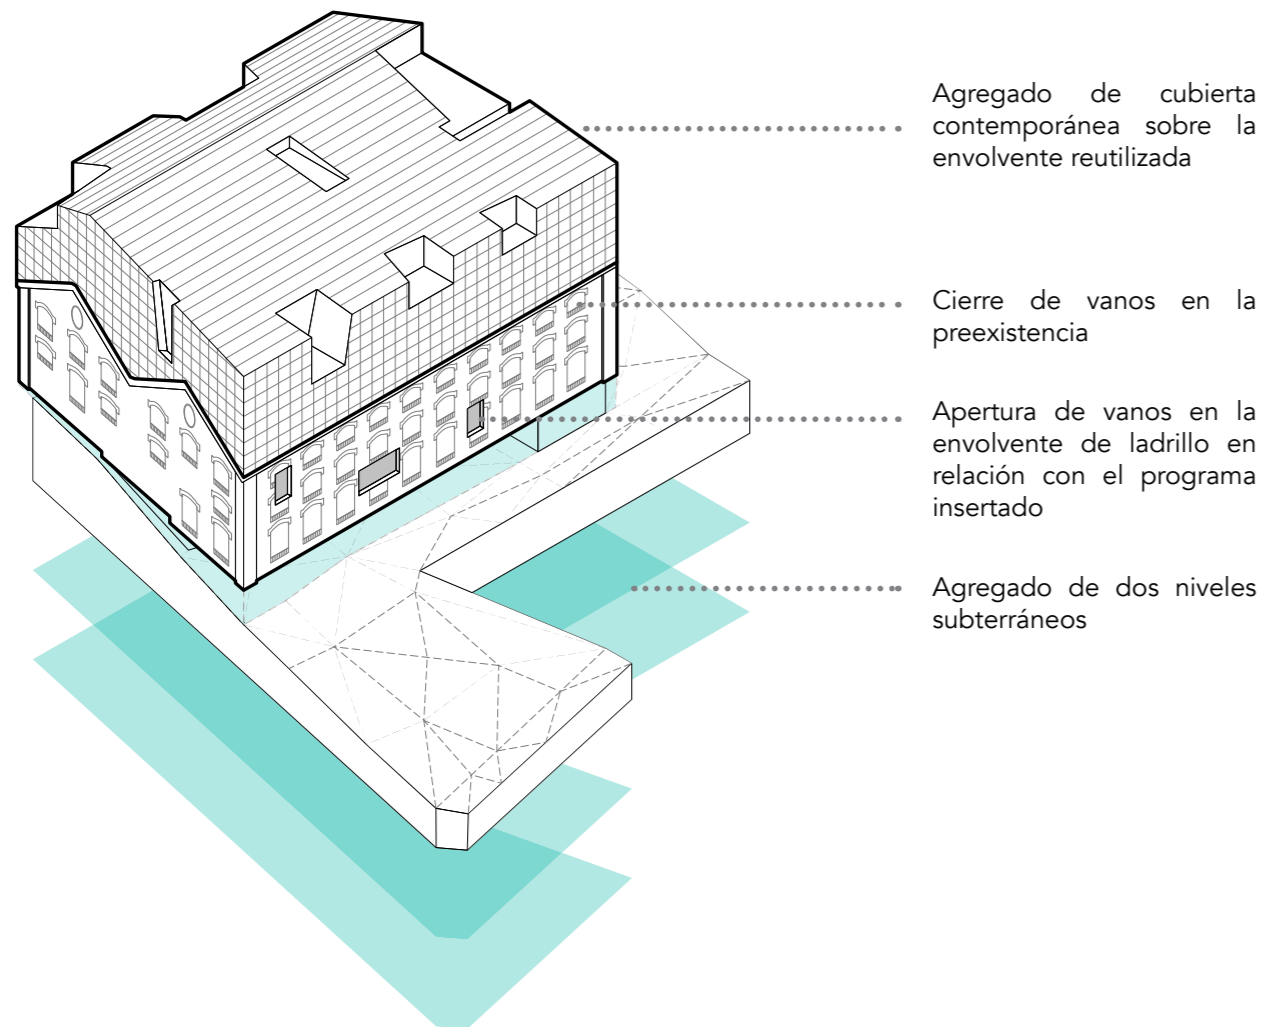 Agregado de cubierta
contemporánea sobre la
envolvente reutilizada
Cierre de vanos en la
preexistencia
Apertura de vanos en la
envolvente de ladrillo en
relación con el programa
insertado
Agregado de dos niveles
subterráneos